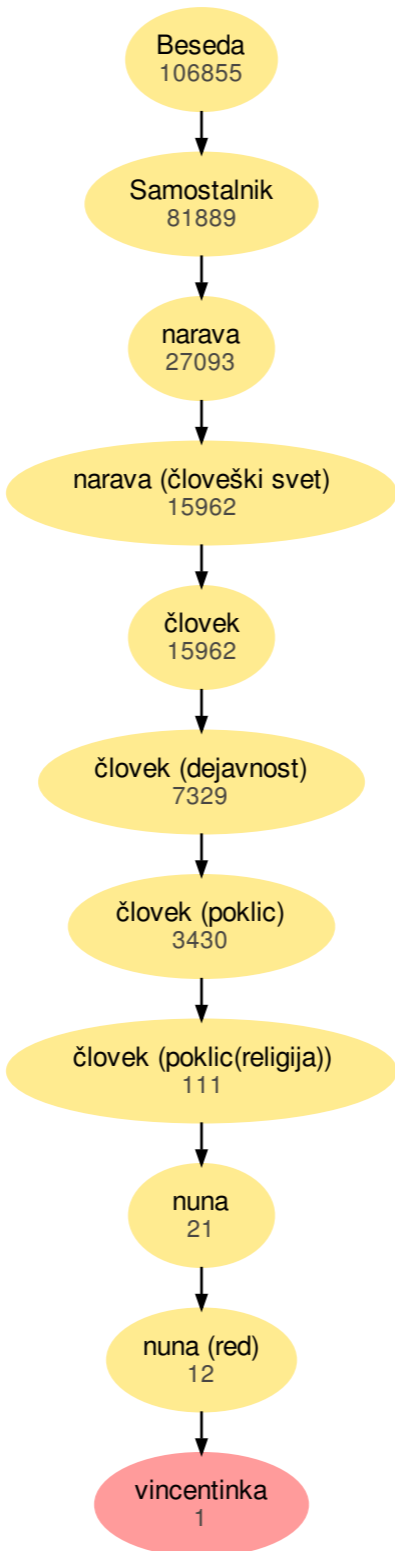 Beseda
106855
Samostalnik
81889
narava
27093
narava (človeški svet)
15962
človek
15962
človek (dejavnost)
7329
človek (poklic)
3430
človek (poklic(religija))
111
nuna
21
nuna (red)
12
vincentinka
1